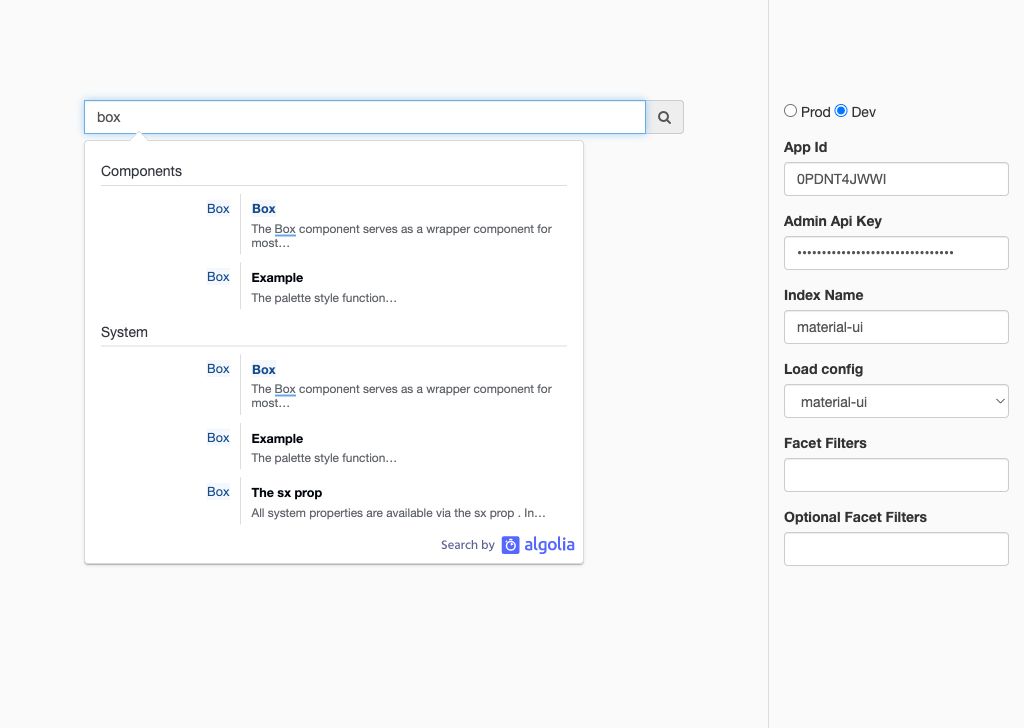 box
Components
Box
Box
The Box component serves as a wrapper component for
most...
Box
Example
The palette style function...
System
Box
Box
The Box component serves as a wrapper component for
most...
Box
Example
The palette style function...
Box
The sx prop
All system properties are available via the sx prop . In...
Search by algolia
Prod Dev
App Id
0PDNT4JWWI
Admin Api Key
••••••••••••••••••••••••••••••••
Index Name
material-ui
Load config
material-ui
Facet Filters
Optional Facet Filters